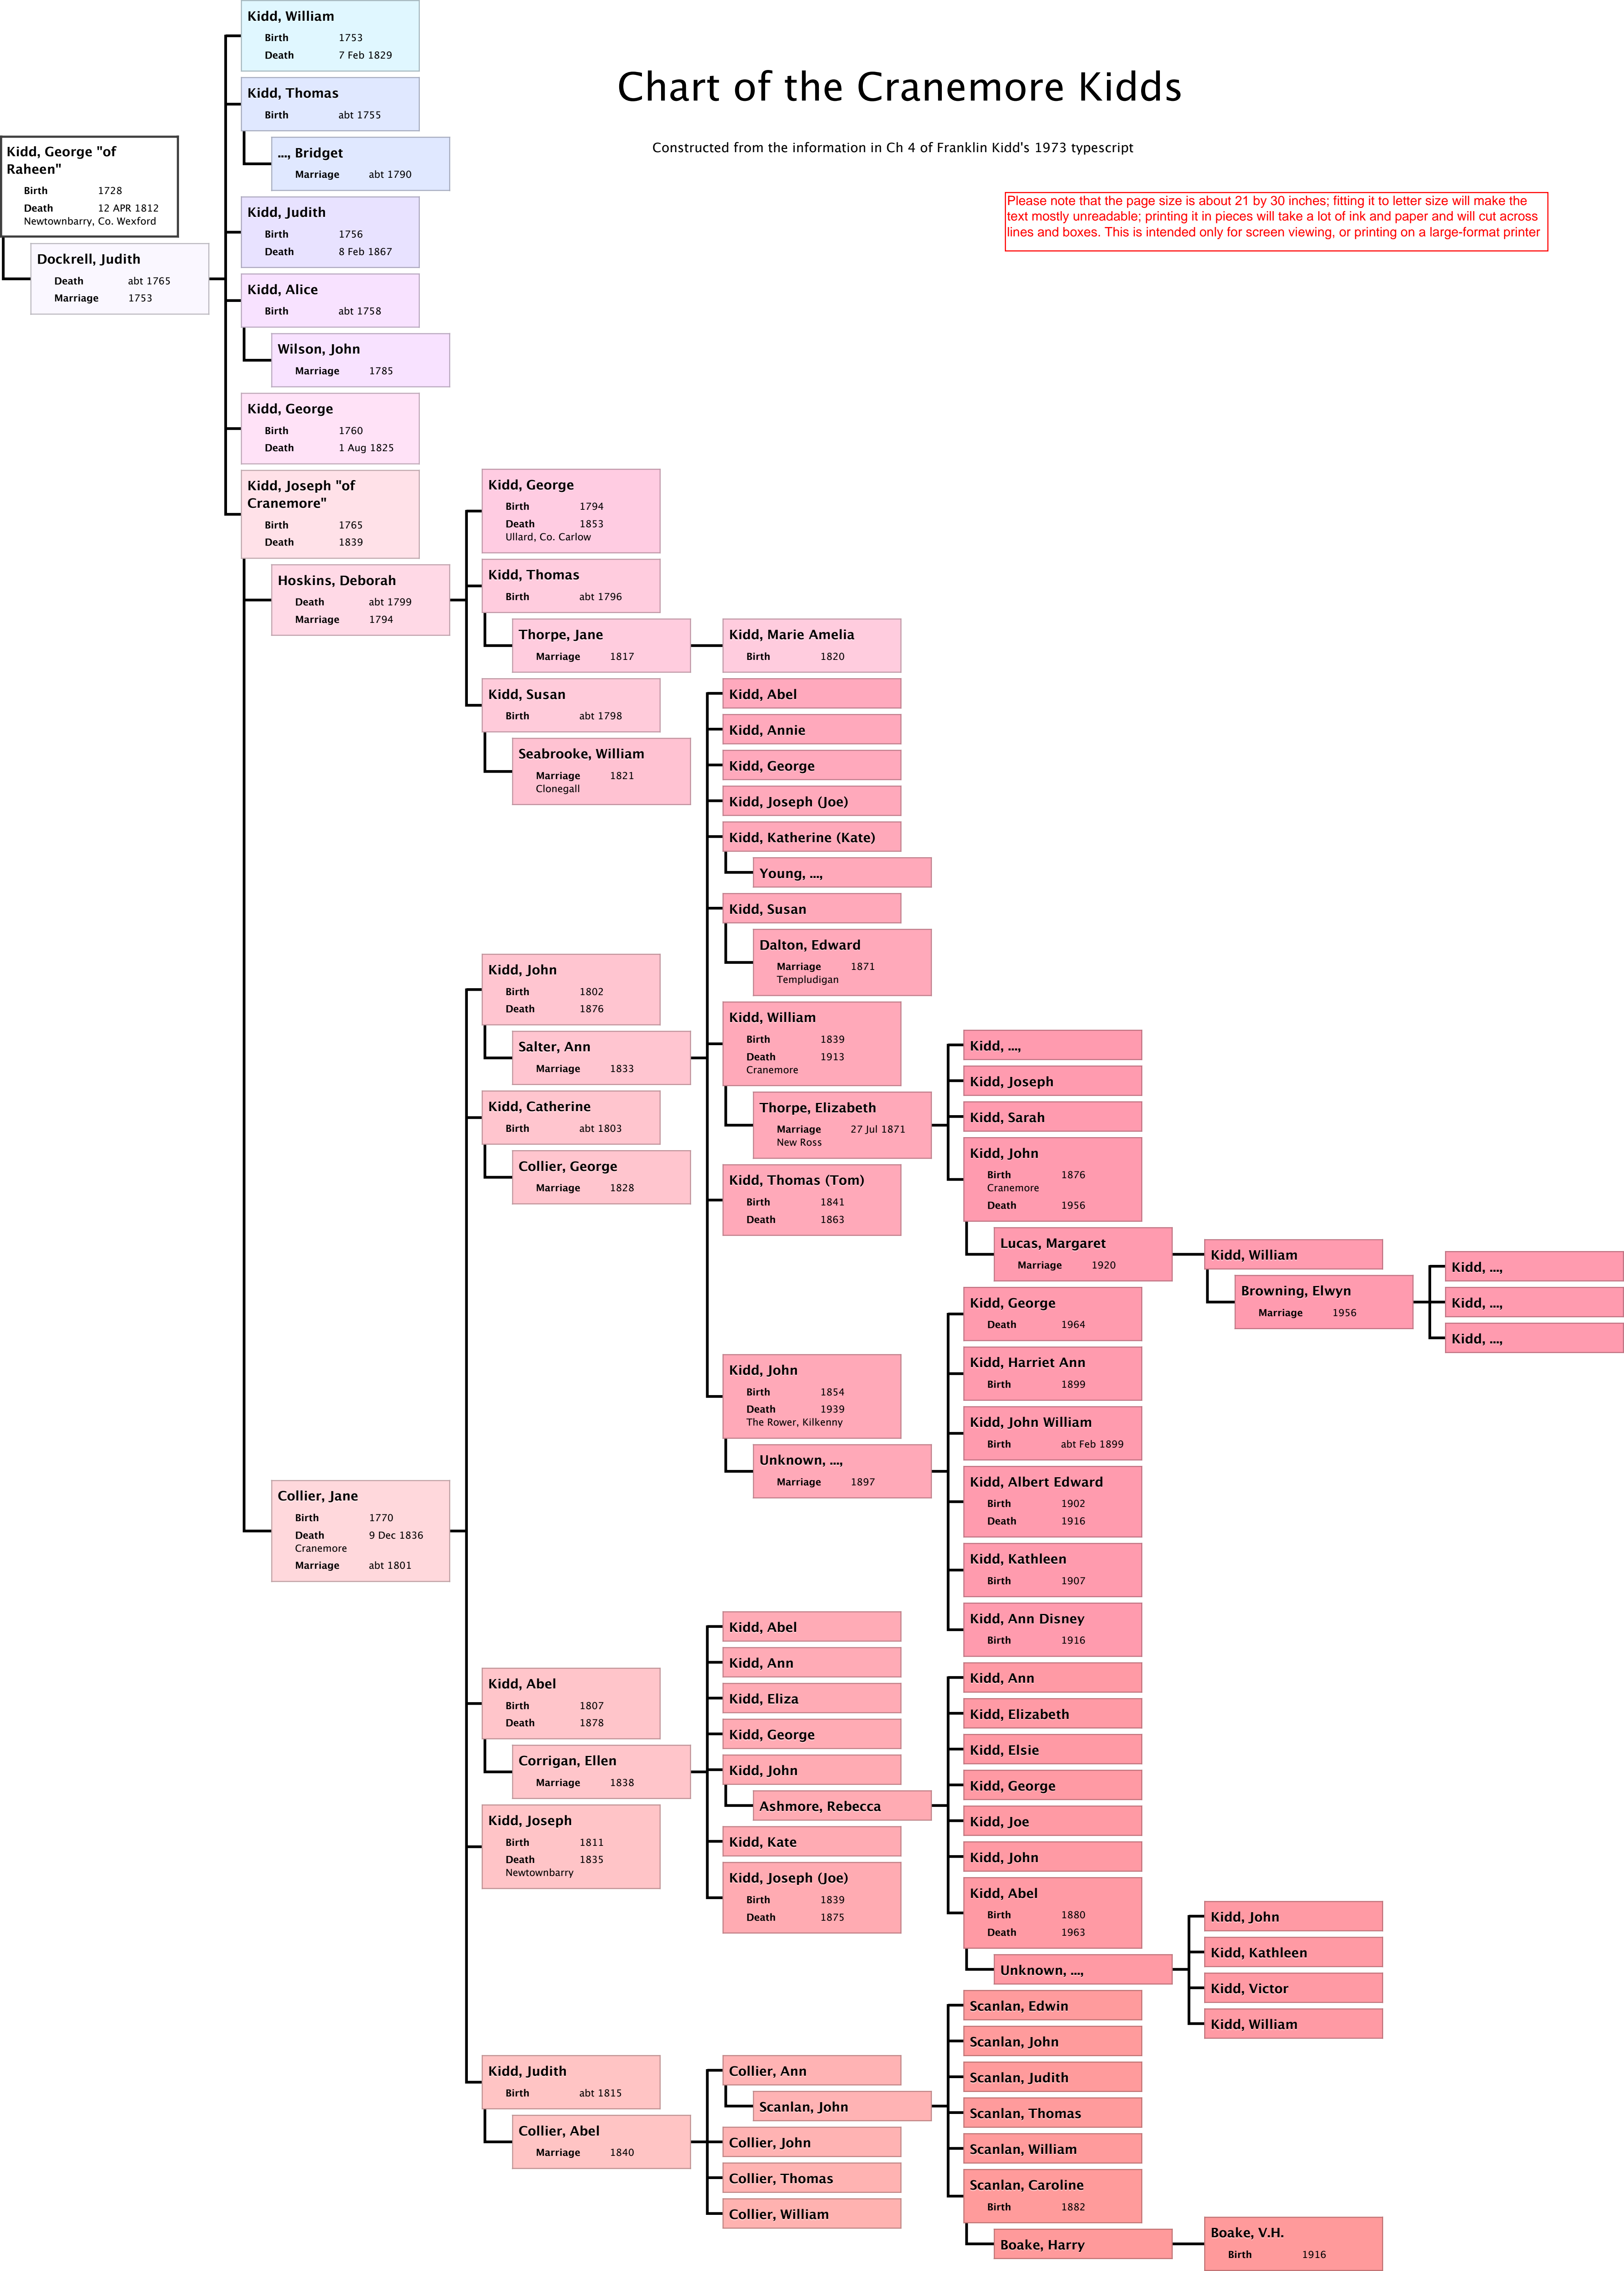 Chart of the Cranemore Kidds
Constructed from the information in Ch 4 of Franklin Kidd's 1973 typescript
Please note that the page size is about 21 by 30 inches; fitting it to letter size will make the
text mostly unreadable; printing it in pieces will take a lot of ink and paper and will cut across
lines and boxes. This is intended only for screen viewing, or printing on a large-format printer
Kidd, George "of
Raheen"
Birth 1728
Death 12 APR 1812
Newtownbarry, Co. Wexford
Dockrell, Judith
Death abt 1765
Marriage 1753
Kidd, William
Birth 1753
Death 7 Feb 1829
Kidd, Thomas
Birth abt 1755
..., Bridget
Marriage abt 1790
Kidd, Judith
Birth 1756
Death 8 Feb 1867
Kidd, Alice
Birth abt 1758
Wilson, John
Marriage 1785
Kidd, George
Birth 1760
Death 1 Aug 1825
Kidd, Joseph "of
Cranemore"
Birth 1765
Death 1839
Hoskins, Deborah
Death abt 1799
Marriage 1794
Collier, Jane
Birth 1770
Death 9 Dec 1836
Cranemore
Marriage abt 1801
Kidd, George
Birth 1794
Death 1853
Ullard, Co. Carlow
Kidd, Thomas
Birth abt 1796
Thorpe, Jane
Marriage 1817
Kidd, Susan
Birth abt 1798
Seabrooke, William
Marriage 1821
Clonegall
Kidd, John
Birth 1802
Death 1876
Salter, Ann
Marriage 1833
Kidd, Catherine
Birth abt 1803
Collier, George
Marriage 1828
Kidd, Abel
Birth 1807
Death 1878
Corrigan, Ellen
Marriage 1838
Kidd, Joseph
Birth 1811
Death 1835
Newtownbarry
Kidd, Judith
Birth abt 1815
Collier, Abel
Marriage 1840
Kidd, Marie Amelia
Birth 1820
Kidd, Abel
Kidd, Annie
Kidd, George
Kidd, Joseph (Joe)
Kidd, Katherine (Kate)
Young, ...,
Kidd, Susan
Dalton, Edward
Marriage 1871
Templudigan
Kidd, William
Birth 1839
Death 1913
Cranemore
Thorpe, Elizabeth
Marriage 27 Jul 1871
New Ross
Kidd, Thomas (Tom)
Birth 1841
Death 1863
Kidd, John
Birth 1854
Death 1939
The Rower, Kilkenny
Unknown, ...,
Marriage 1897
Kidd, Abel
Kidd, Ann
Kidd, Eliza
Kidd, George
Kidd, John
Ashmore, Rebecca
Kidd, Kate
Kidd, Joseph (Joe)
Birth 1839
Death 1875
Collier, Ann
Scanlan, John
Collier, John
Collier, Thomas
Collier, William
Kidd, ...,
Kidd, Joseph
Kidd, Sarah
Kidd, John
Birth 1876
Cranemore
Death 1956
Lucas, Margaret
Marriage 1920
Kidd, George
Death 1964
Kidd, Harriet Ann
Birth 1899
Kidd, John William
Birth abt Feb 1899
Kidd, Albert Edward
Birth 1902
Death 1916
Kidd, Kathleen
Birth 1907
Kidd, Ann Disney
Birth 1916
Kidd, Ann
Kidd, Elizabeth
Kidd, Elsie
Kidd, George
Kidd, Joe
Kidd, John
Kidd, Abel
Birth 1880
Death 1963
Unknown, ...,
Scanlan, Edwin
Scanlan, John
Scanlan, Judith
Scanlan, Thomas
Scanlan, William
Scanlan, Caroline
Birth 1882
Boake, Harry
Kidd, William
Browning, Elwyn
Marriage 1956
Kidd, John
Kidd, Kathleen
Kidd, Victor
Kidd, William
Boake, V.H.
Birth 1916
Kidd, ...,
Kidd, ...,
Kidd, ...,